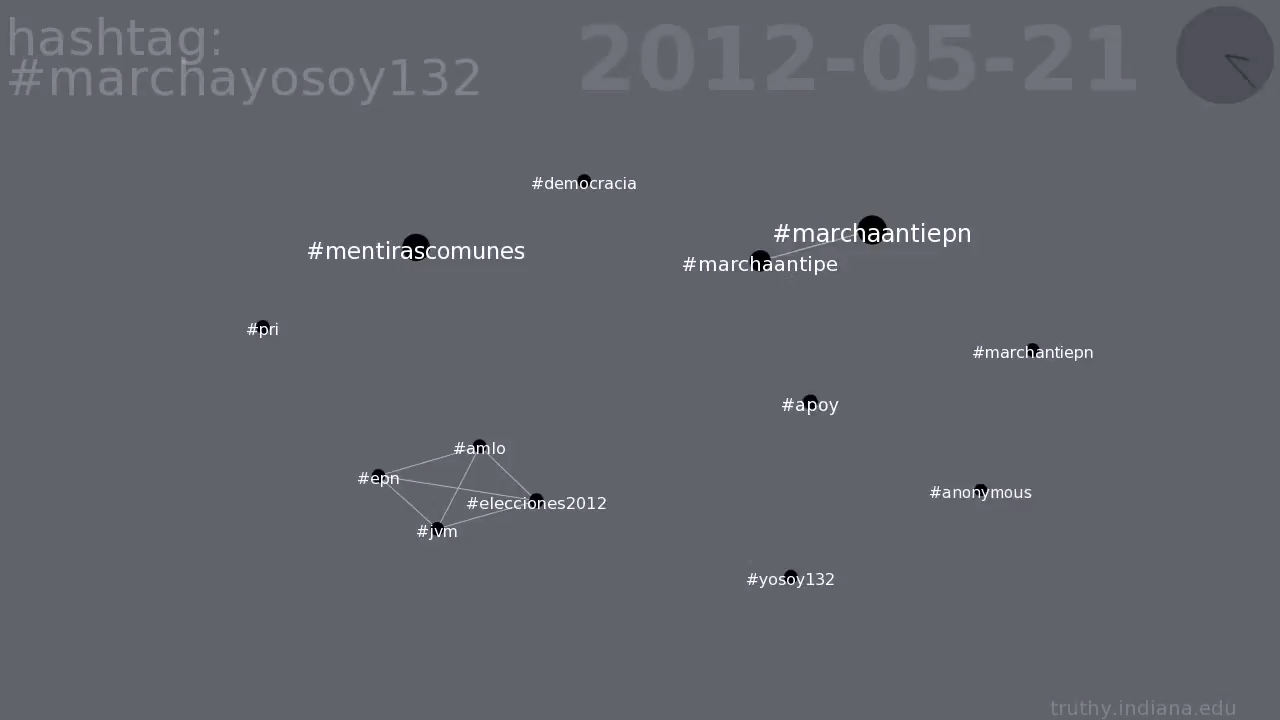 hashtag:
#marchayosoy132
2012-05-21
#democracia
#marchaantiepn
#mentirascomunes
#marchaantipe
#pri
#marchantiepn
#apoy
#amlo
#epn
#anonymous
#elecciones2012
#jvm
#yosoy132
truthy.indiana.edu